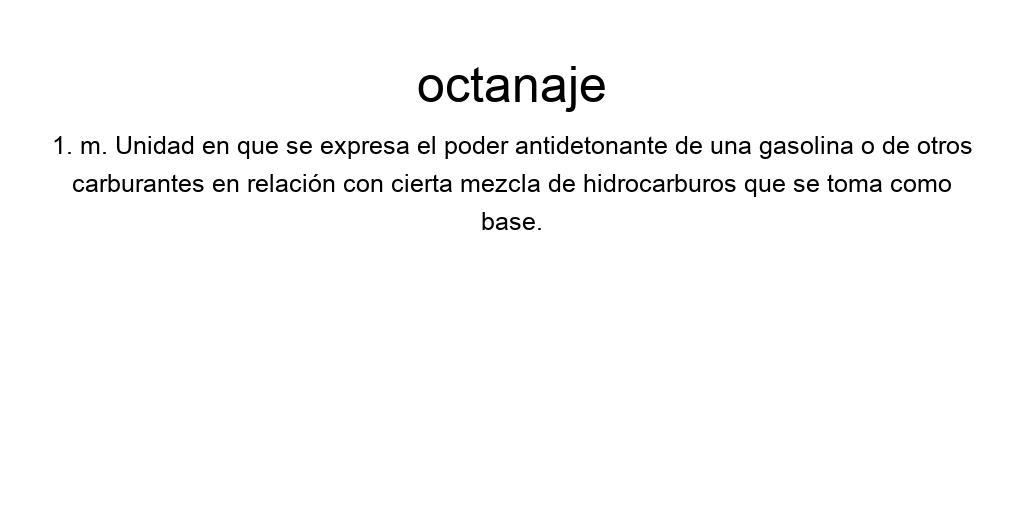 octanaje
1. m. Unidad en que se expresa el poder antidetonante de una gasolina o de otros
carburantes en relación con cierta mezcla de hidrocarburos que se toma como
base.